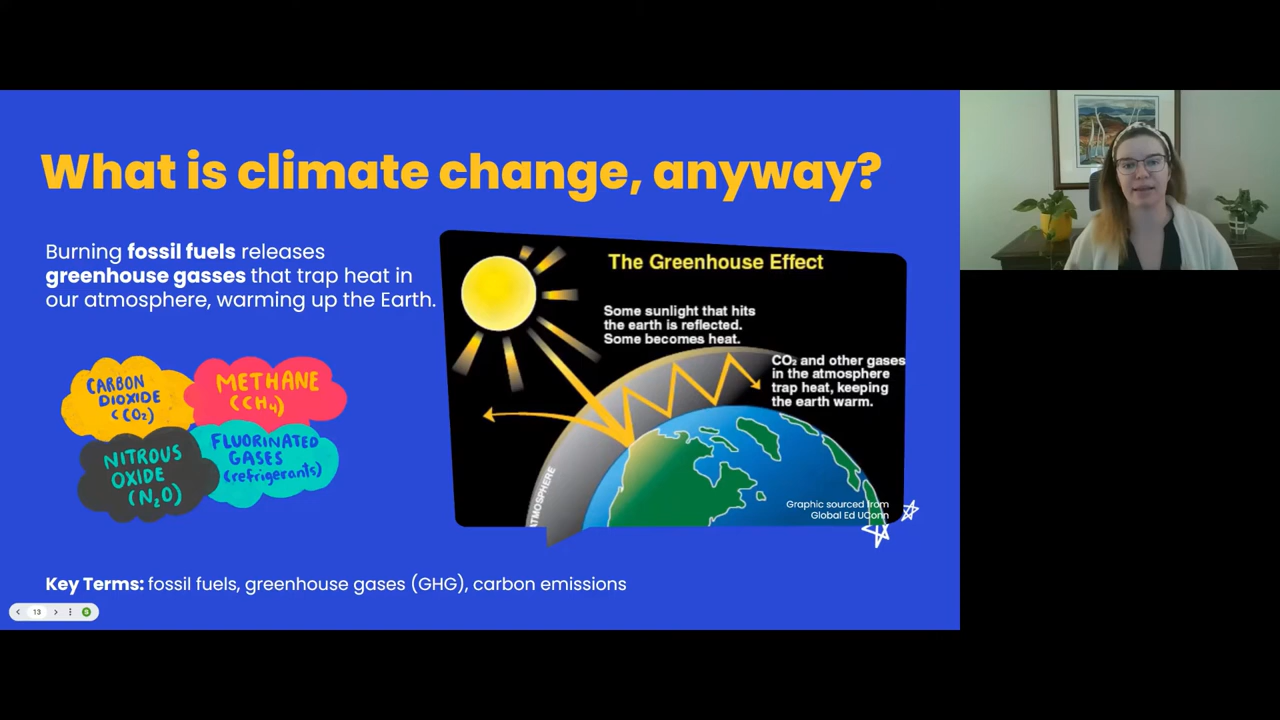 What is climate change, anyway?
Burning fossil fuels releases
greenhouse gasses that trap heat in
our atmosphere, warming up the Earth.
CARBON
DIOXIDE
(CO₂)
METHANE
(CH₄)
NITROUS
OXIDE
(N₂O)
FLUORINATED
GASES
(refrigerants)
The Greenhouse Effect
Some sunlight that hits
the earth is reflected.
Some becomes heat.
CO₂ and other gases
in the atmosphere
trap heat, keeping
the earth warm.
ATMOSPHERE
Graphic sourced from
Global Ed UConn
Key Terms: fossil fuels, greenhouse gases (GHG), carbon emissions
13